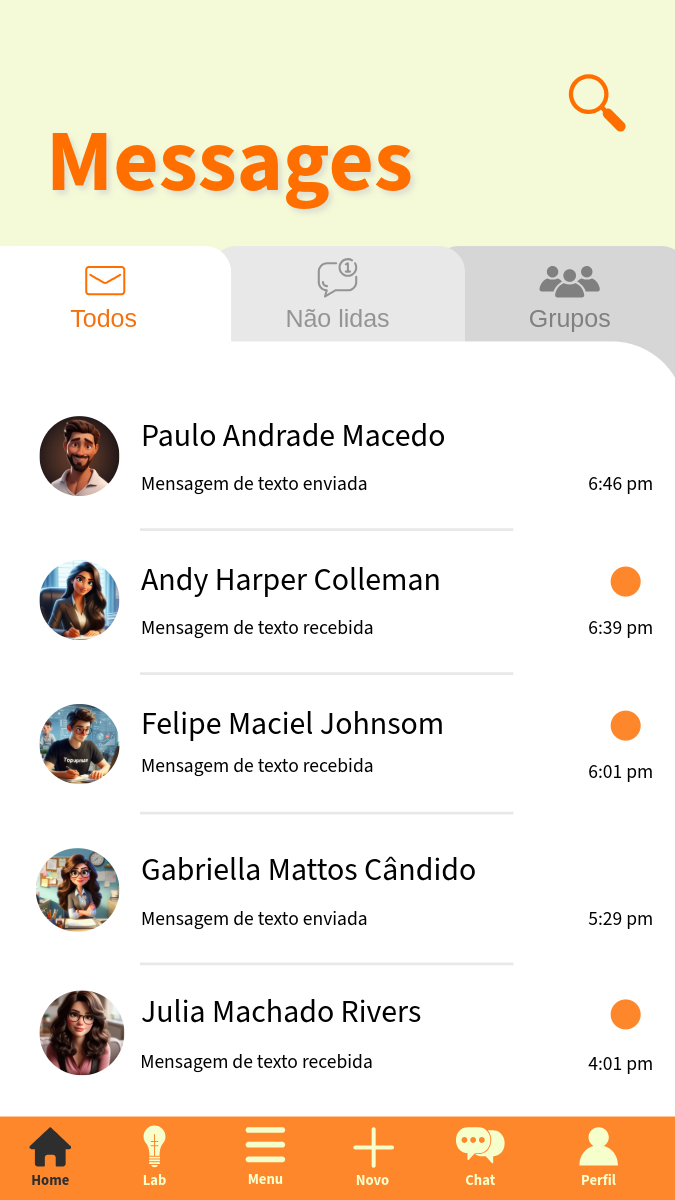 Messages
1
Todos
Não lidas
Grupos
Paulo Andrade Macedo
Mensagem de texto enviada
6:46 pm
Andy Harper Colleman
Mensagem de texto recebida
6:39 pm
Felipe Maciel Johnsom
Mensagem de texto recebida
6:01 pm
Gabriella Mattos Cândido
Mensagem de texto enviada
5:29 pm
Julia Machado Rivers
Mensagem de texto recebida
4:01 pm
Home
Lab
Menu
Novo
Chat
Perfil